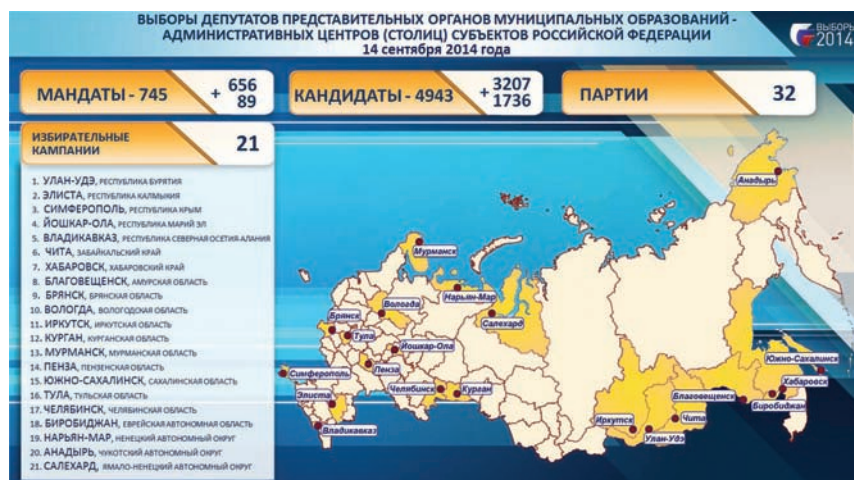 ВЫБОРЫ ДЕПУТАТОВ ПРЕДСТАВИТЕЛЬНЫХ ОРГАНОВ МУНИЦИПАЛЬНЫХ ОБРАЗОВАНИЙ -
АДМИНИСТРАТИВНЫХ ЦЕНТРОВ (СТОЛИЦ) СУБЪЕКТОВ РОССИЙСКОЙ ФЕДЕРАЦИИ
14 сентября 2014 года
ВЫБОРЫ
2014
МАНДАТЫ - 745 + 656
89
КАНДИДАТЫ - 4943 + 3207
1736
ПАРТИИ 32
ИЗБИРАТЕЛЬНЫЕ
КАМПАНИИ 21
1. УЛАН-УДЭ, РЕСПУБЛИКА БУРЯТИЯ
2. ЭЛИСТА, РЕСПУБЛИКА КАЛМЫКИЯ
3. СИМФЕРОПОЛЬ, РЕСПУБЛИКА КРЫМ
4. ЙОШКАР-ОЛА, РЕСПУБЛИКА МАРИЙ ЭЛ
5. ВЛАДИКАВКАЗ, РЕСПУБЛИКА СЕВЕРНАЯ ОСЕТИЯ-АЛАНИЯ
6. ЧИТА, ЗАБАЙКАЛЬСКИЙ КРАЙ
7. ХАБАРОВСК, ХАБАРОВСКИЙ КРАЙ
8. БЛАГОВЕЩЕНСК, АМУРСКАЯ ОБЛАСТЬ
9. БРЯНСК, БРЯНСКАЯ ОБЛАСТЬ
10. ВОЛОГДА, ВОЛОГОДСКАЯ ОБЛАСТЬ
11. ИРКУТСК, ИРКУТСКАЯ ОБЛАСТЬ
12. КУРГАН, КУРГАНСКАЯ ОБЛАСТЬ
13. МУРМАНСК, МУРМАНСКАЯ ОБЛАСТЬ
14. ПЕНЗА, ПЕНЗЕНСКАЯ ОБЛАСТЬ
15. ЮЖНО-САХАЛИНСК, САХАЛИНСКАЯ ОБЛАСТЬ
16. ТУЛА, ТУЛЬСКАЯ ОБЛАСТЬ
17. ЧЕЛЯБИНСК, ЧЕЛЯБИНСКАЯ ОБЛАСТЬ
18. БИРОБИДЖАН, ЕВРЕЙСКАЯ АВТОНОМНАЯ ОБЛАСТЬ
19. НАРЬЯН-МАР, НЕНЕЦКИЙ АВТОНОМНЫЙ ОКРУГ
20. АНАДЫРЬ, ЧУКОТСКИЙ АВТОНОМНЫЙ ОКРУГ
21. САЛЕХАРД, ЯМАЛО-НЕНЕЦКИЙ АВТОНОМНЫЙ ОКРУГ
Анадырь
Мурманск
Нарьян-Мар
Вологда
Салехард
Брянск
Тула
Йошкар-Ола
Южно-Сахалинск
Пенза
Симферополь
Челябинск
Курган
Хабаровск
Элиста
Благовещенск
Биробиджан
Иркутск
Чита
Владикавказ
Улан-Удэ